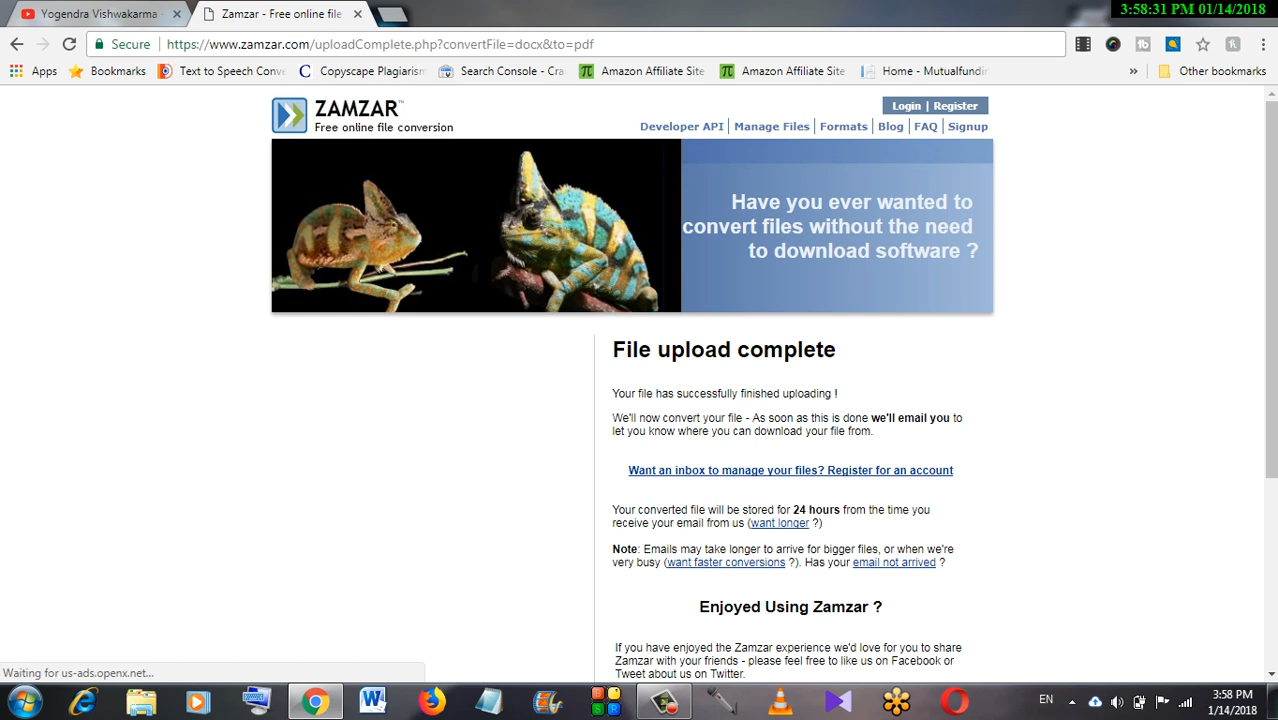 3:58:31 PM 01/14/2018
Yogendra Vishwakarma -
Zamzar - Free online file
Secure
https://www.zamzar.com/uploadComplete.php?convertFile=docx&to=pdf
Apps
Bookmarks
Text to Speech Conve
Copyscape Plagiarism
Search Console - Cra
Amazon Affiliate Site
Amazon Affiliate Site
Home - Mutualfundin
»
Other bookmarks
ZAMZAR™
Free online file conversion
Login | Register
Developer API | Manage Files | Formats | Blog | FAQ | Signup
Have you ever wanted to
convert files without the need
to download software ?
File upload complete
Your file has successfully finished uploading !
We'll now convert your file - As soon as this is done we'll email you to
let you know where you can download your file from.
Want an inbox to manage your files? Register for an account
Your converted file will be stored for 24 hours from the time you
receive your email from us (want longer ?)
Note: Emails may take longer to arrive for bigger files, or when we're
very busy (want faster conversions ?). Has your email not arrived ?
Enjoyed Using Zamzar ?
If you have enjoyed the Zamzar experience we'd love for you to share
Zamzar with your friends - please feel free to like us on Facebook or
Tweet about us on Twitter.
Waiting for us-ads.openx.net...
EN
3:58 PM
1/14/2018